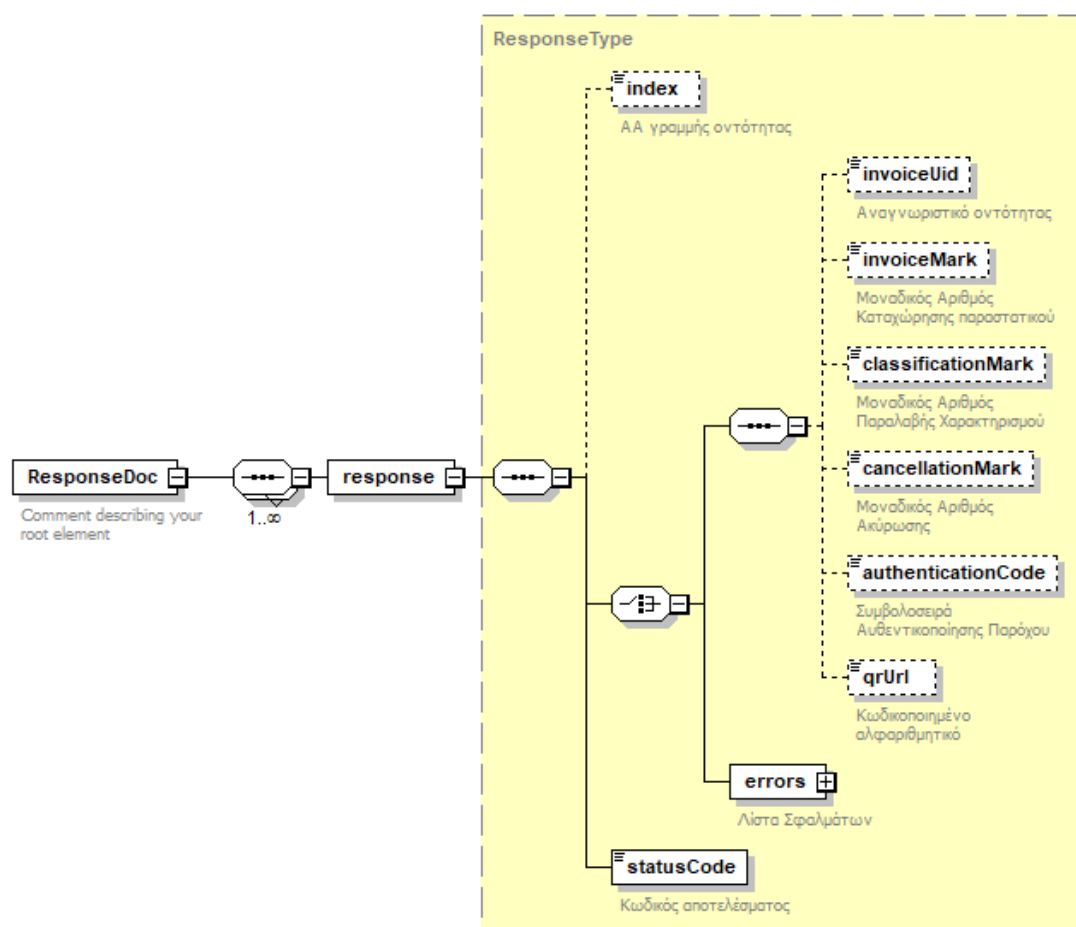 ResponseType
index
ΑΑ γραμμής οντότητας
invoiceUid
Αναγνωριστικό οντότητας
invoiceMark
Μοναδικός Αριθμός
Καταχώρησης παραστατικού
classificationMark
Μοναδικός Αριθμός
Παραλαβής Χαρακτηρισμού
ResponseDoc
response
Comment describing your
root element
1..∞
cancellationMark
Μοναδικός Αριθμός
Ακύρωσης
authenticationCode
Συμβολοσειρά
Αυθεντικοποίησης Παρόχου
qrUrl
Κωδικοποιημένο
αλφαριθμητικό
errors
Λίστα Σφαλμάτων
statusCode
Κωδικός αποτελέσματος